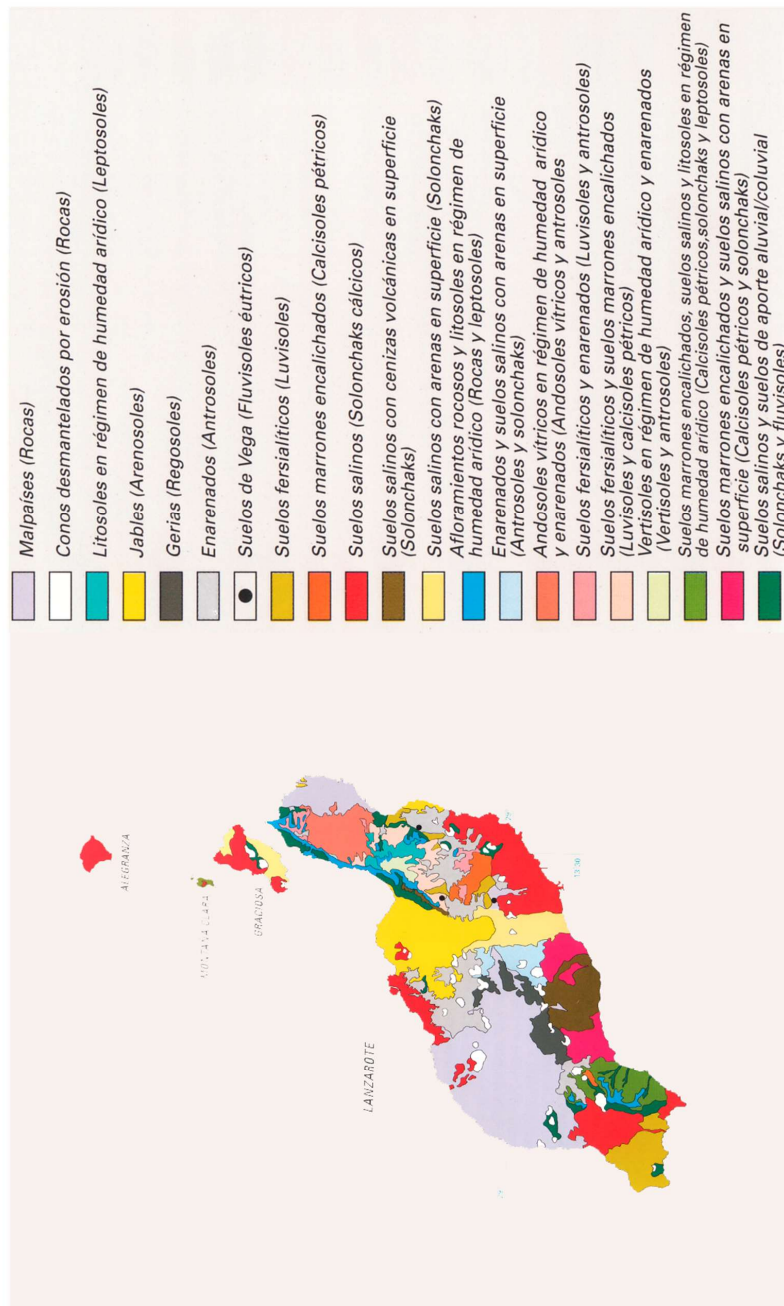 Malpaíses (Rocas)
Conos desmantelados por erosión (Rocas)
Litosoles en régimen de humedad arídico (Leptosoles)
Jables (Arenosoles)
Gerias (Regosoles)
Enarenados (Antrosoles)
Suelos de Vega (Fluvisoles éutricos)
Suelos fersialíticos (Luvisoles)
Suelos marrones encalichados (Calcisoles pétricos)
Suelos salinos (Solonchaks cálcicos)
Suelos salinos con cenizas volcánicas en superficie
(Solonchaks)
Suelos salinos con arenas en superficie (Solonchaks)
Afloramientos rocosos y litosoles en régimen de
humedad arídico (Rocas y leptosoles)
Enarenados y suelos salinos con arenas en superficie
(Antrosoles y solonchaks)
Andosoles vítricos en régimen de humedad arídico
y enarenados (Andosoles vítricos y antrosoles
Suelos fersialíticos y enarenados (Luvisoles y antrosoles)
Suelos fersialíticos y suelos marrones encalichados
(Luvisoles y calcisoles pétricos)
Vertisoles en régimen de humedad arídico y enarenados
(Vertisoles y antrosoles)
Suelos marrones encalichados, suelos salinos y litosoles en régimen
de humedad arídico (Calcisoles pétricos,solonchaks y leptosoles)
Suelos marrones encalichados y suelos salinos con arenas en
superficie (Calcisoles pétricos y solonchaks)
Suelos salinos y suelos de aporte aluvial/coluvial
(Solonchaks y fluvisoles)
ALEGRANZA
MONTAÑA CLARA
GRACIOSA
LANZAROTE